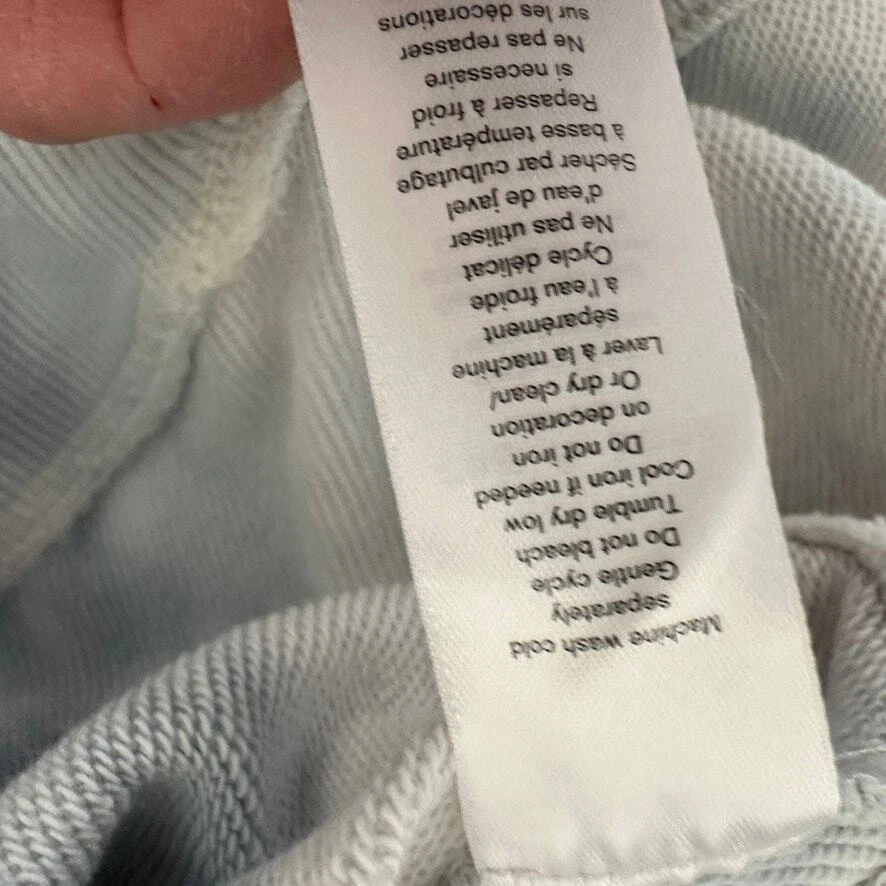 Machine wash cold
separately
Gentle cycle
Do not bleach
Tumble dry low
Cool iron if needed
Do not iron
on decoration
Or dry clean/
Laver à la machine
séparément
à l'eau froide
Cycle délicat
Ne pas utiliser
d'eau de javel
Sécher par culbutage
à basse température
Repasser à froid
si necessaire
Ne pas repasser
sur les décorations